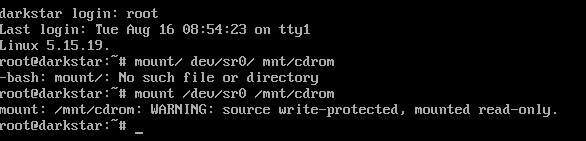 darkstar login: root
Last login: Tue Aug 16 08:54:23 on tty1
Linux 5.15.19.
root@darkstar:~# mount/ dev/sr0/ mnt/cdrom
-bash: mount/: No such file or directory
root@darkstar:~# mount /dev/sr0 /mnt/cdrom
mount: /mnt/cdrom: WARNING: source write-protected, mounted read-only.
root@darkstar:~# _